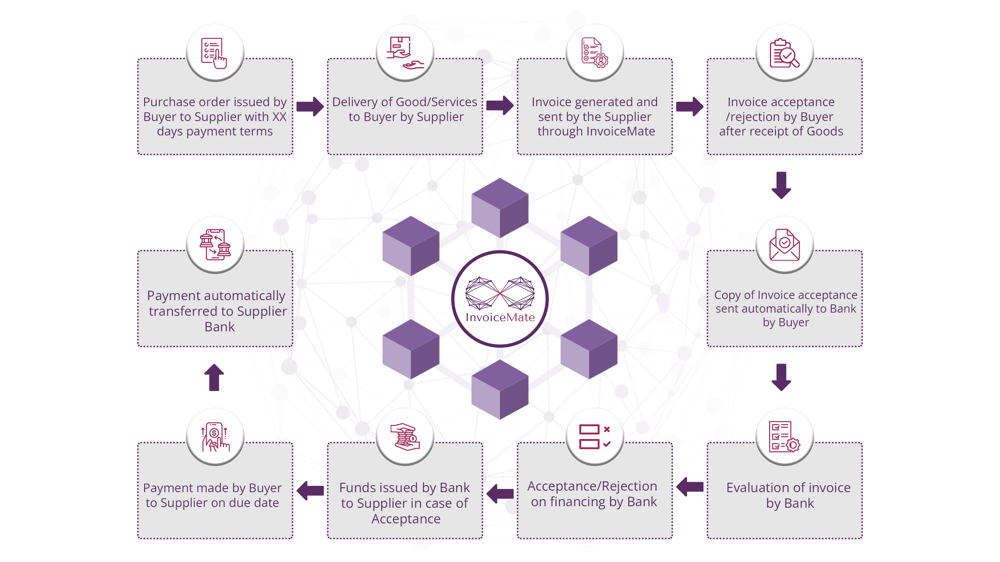 Purchase order issued by
Buyer to Supplier with XX
days payment terms
Delivery of Good/Services
to Buyer by Supplier
Invoice generated and
sent by the Supplier
through InvoiceMate
Invoice acceptance
/rejection by Buyer
after receipt of Goods
Copy of Invoice acceptance
sent automatically to Bank
by Buyer
Evaluation of invoice
by Bank
Acceptance/Rejection
on financing by Bank
Funds issued by Bank
to Supplier in case of
Acceptance
Payment made by Buyer
to Supplier on due date
Payment automatically
transferred to Supplier
Bank
InvoiceMate